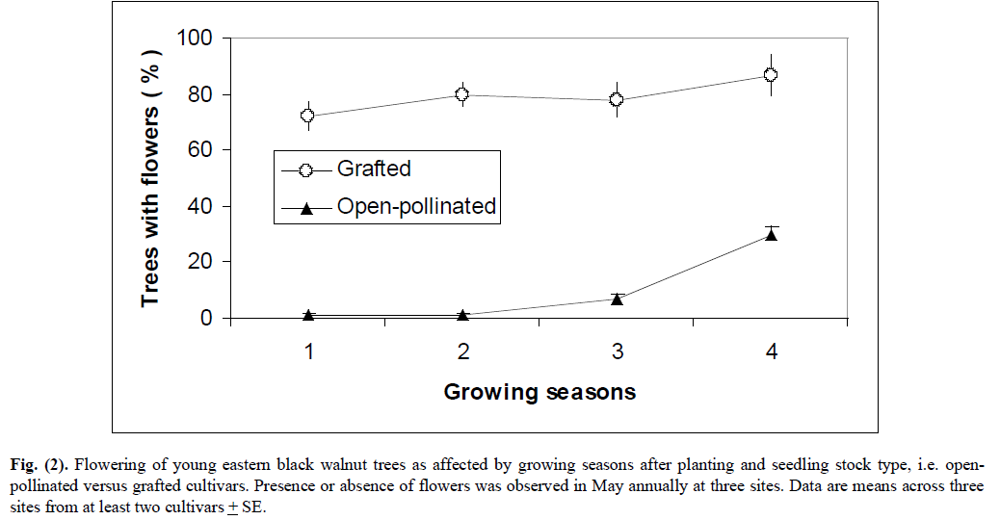 100
80
60
40
20
0
Trees with flowers ( % )
Grafted
Open-pollinated
1 2 3 4
Growing seasons
Fig. (2). Flowering of young eastern black walnut trees as affected by growing seasons after planting and seedling stock type, i.e. open-
pollinated versus grafted cultivars. Presence or absence of flowers was observed in May annually at three sites. Data are means across three
sites from at least two cultivars ± SE.